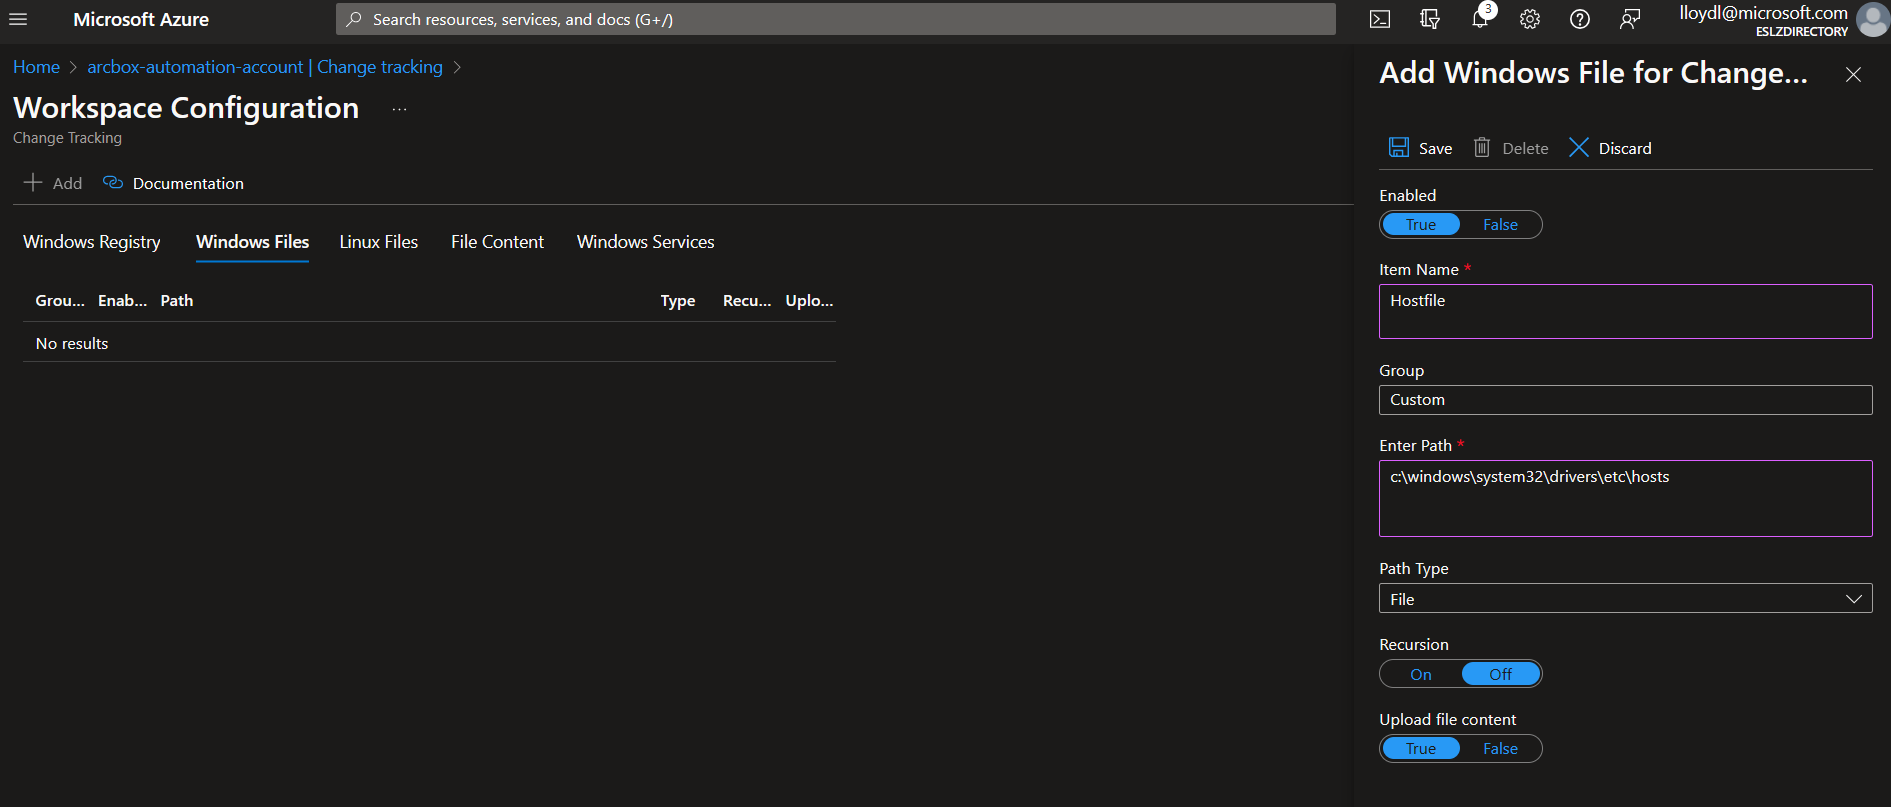 Microsoft Azure
Search resources, services, and docs (G+/)
3
lloydl@microsoft.com
ESLZDIRECTORY
Home > arcbox-automation-account | Change tracking >
Workspace Configuration ...
Change Tracking
Add Documentation
Windows Registry Windows Files Linux Files File Content Windows Services
Grou... Enab... Path Type Recu... Uplo...
No results
Add Windows File for Change...
Save Delete Discard
Enabled
True False
Item Name *
Hostfile
Group
Custom
Enter Path *
c:\windows\system32\drivers\etc\hosts
Path Type
File
Recursion
On Off
Upload file content
True False